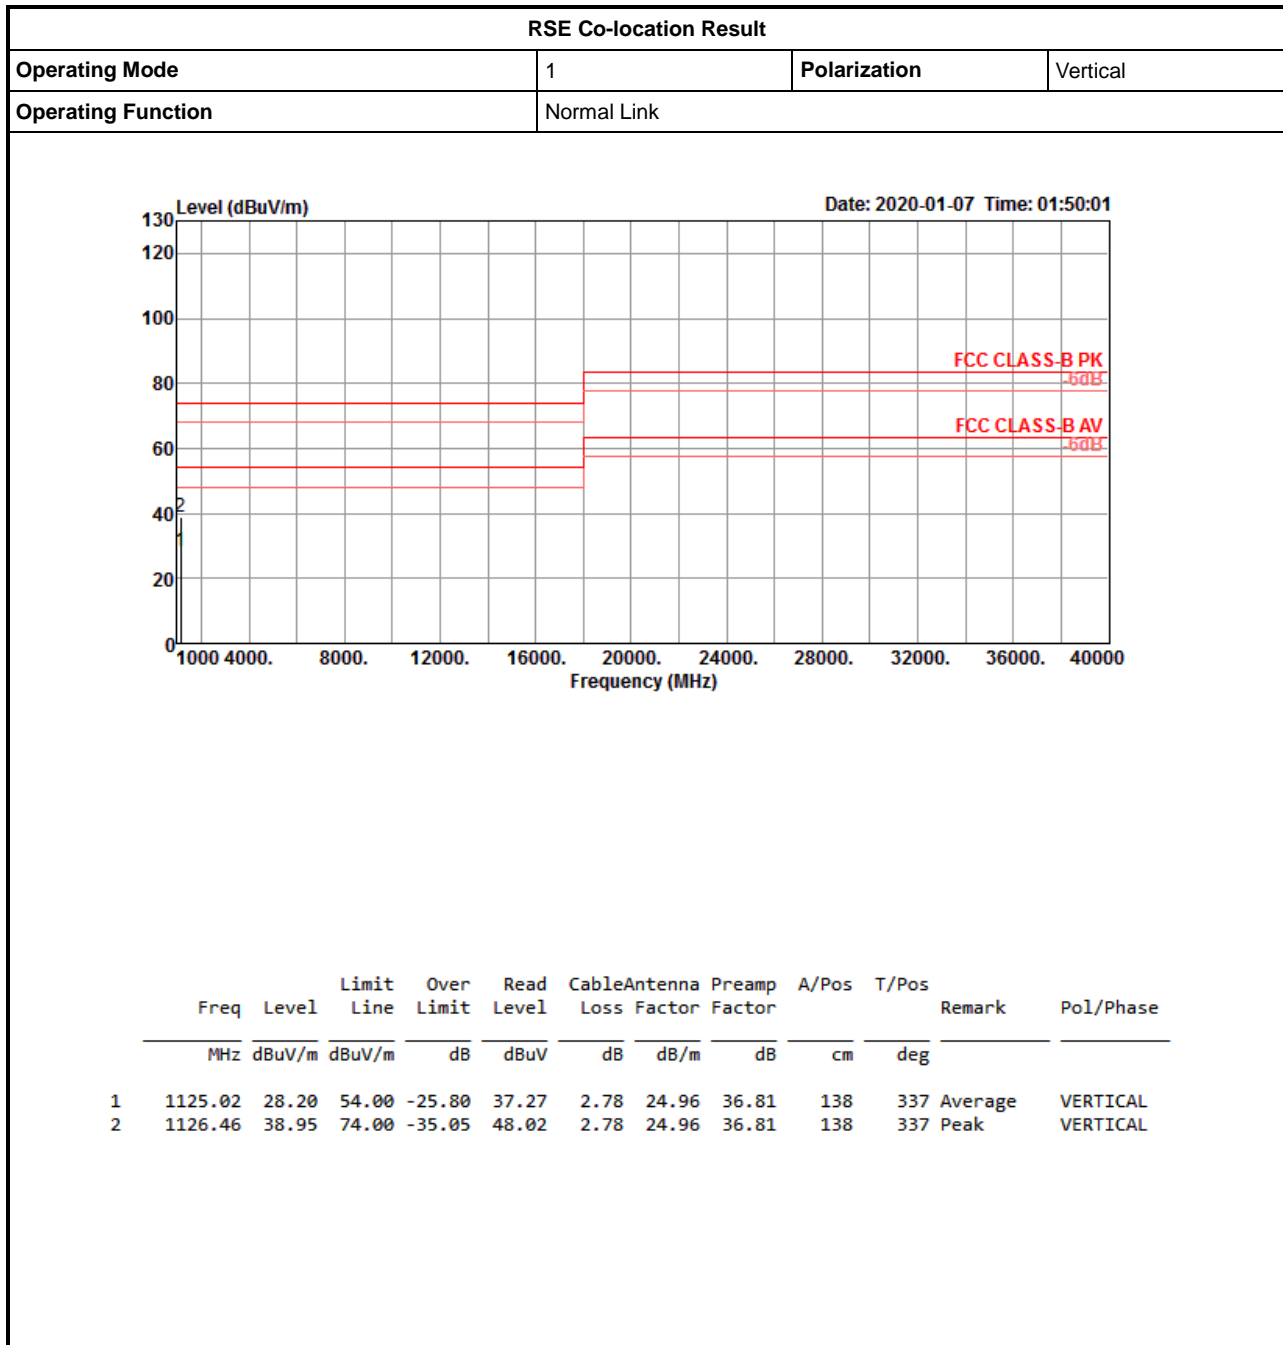 RSE Co-location Result
Operating Mode 1 Polarization Vertical
Operating Function Normal Link
Level (dBuV/m) Date: 2020-01-07 Time: 01:50:01
130
120
100
FCC CLASS-B PK
80
-6dB
FCC CLASS-B AV
60
-6dB
2
40
1
20
0
1000 4000. 8000. 12000. 16000. 20000. 24000. 28000. 32000. 36000. 40000
Frequency (MHz)
Limit Over Read CableAntenna Preamp A/Pos T/Pos
Freq Level Line Limit Level Loss Factor Factor Remark Pol/Phase
MHz dBuV/m dBuV/m dB dBuV dB dB/m dB cm deg
1 1125.02 28.20 54.00 -25.80 37.27 2.78 24.96 36.81 138 337 Average VERTICAL
2 1126.46 38.95 74.00 -35.05 48.02 2.78 24.96 36.81 138 337 Peak VERTICAL